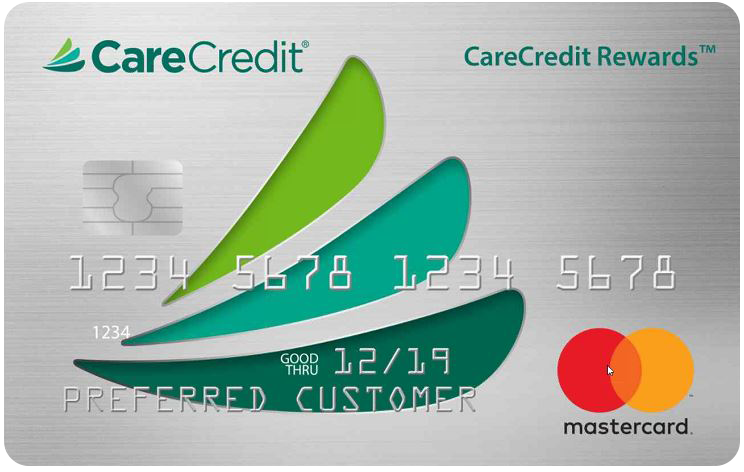 CareCredit®
CareCredit Rewards™
1234 5678 1234 5678
1234
GOOD THRU 12/19
PREFERRED CUSTOMER
mastercard.